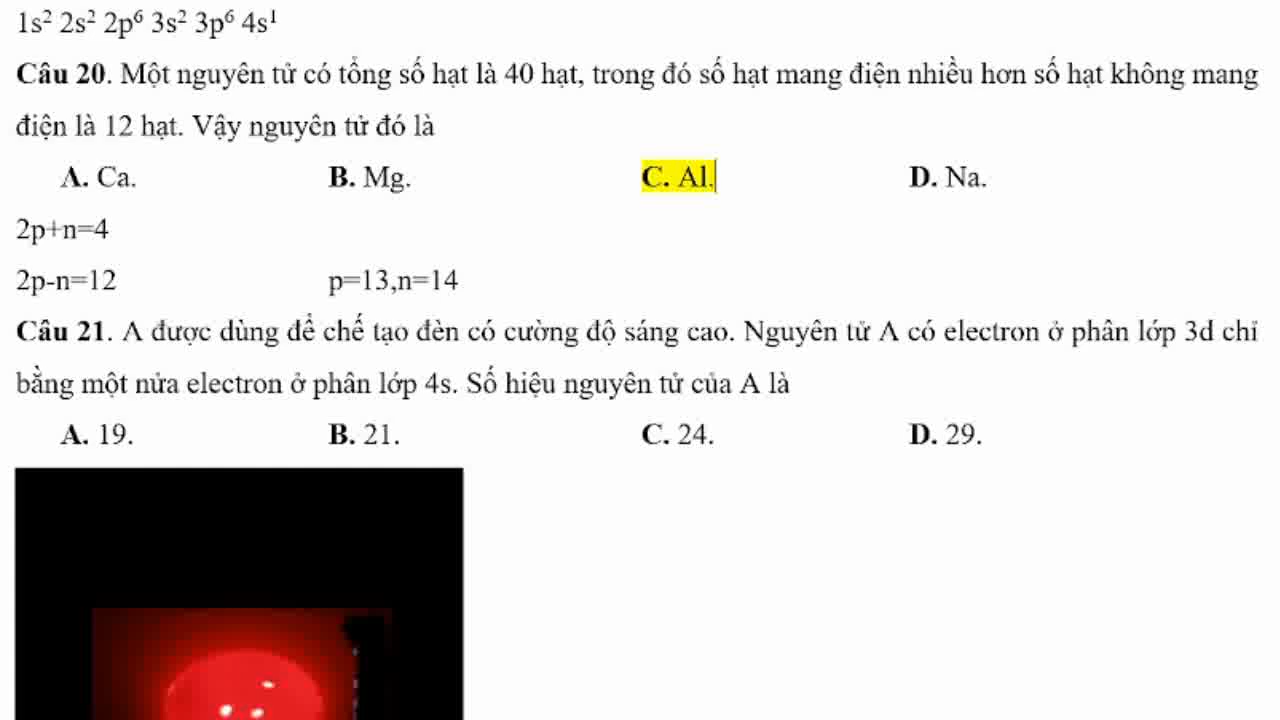 1s² 2s² 2p⁶ 3s² 3p⁶ 4s¹
Câu 20. Một nguyên tử có tổng số hạt là 40 hạt, trong đó số hạt mang điện nhiều hơn số hạt không mang
điện là 12 hạt. Vậy nguyên tử đó là
A. Ca. B. Mg. C. Al. D. Na.
2p+n=4
2p-n=12 p=13,n=14
Câu 21. A được dùng để chế tạo đèn có cường độ sáng cao. Nguyên tử A có electron ở phân lớp 3d chỉ
bằng một nửa electron ở phân lớp 4s. Số hiệu nguyên tử của A là
A. 19. B. 21. C. 24. D. 29.